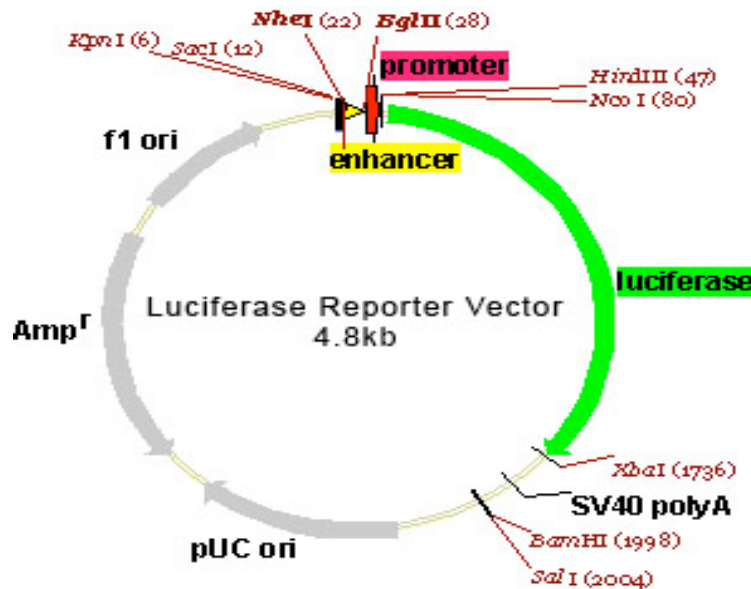 NheI (22)
BglII (28)
KpnI (6)
SacI (12)
promoter
HindIII (47)
NcoI (80)
f1 ori
enhancer
luciferase
Luciferase Reporter Vector
4.8kb
Amp r
XbaI (1736)
SV40 polyA
pUC ori
BamHI (1998)
SalI (2004)